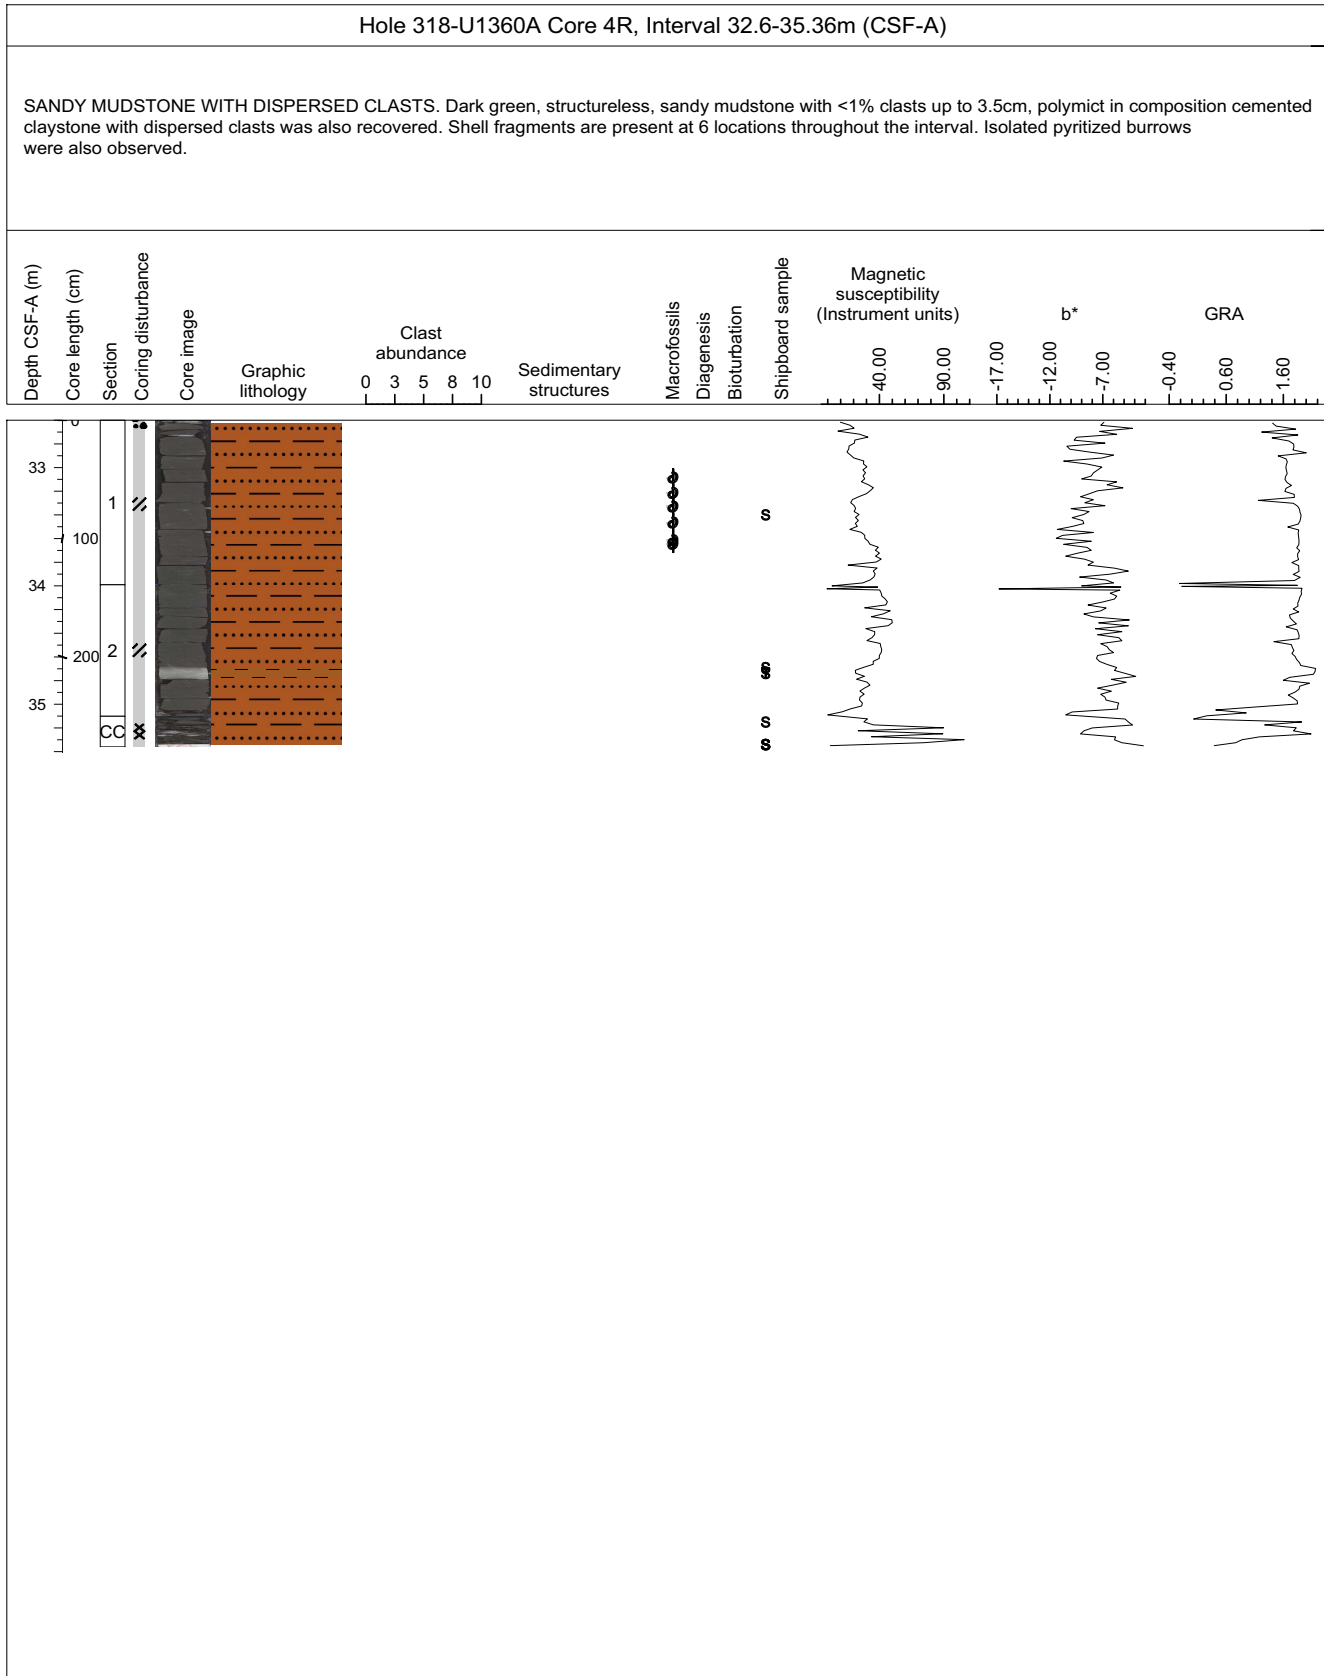 Hole 318-U1360A Core 4R, Interval 32.6-35.36m (CSF-A)
SANDY MUDSTONE WITH DISPERSED CLASTS. Dark green, structureless, sandy mudstone with <1% clasts up to 3.5cm, polymict in composition cemented
claystone with dispersed clasts was also recovered. Shell fragments are present at 6 locations throughout the interval. Isolated pyritized burrows
were also observed.
Depth CSF-A (m)
Core length (cm)
Section
Coring disturbance
Core image
Graphic
lithology
Clast
abundance
0 3 5 8 10
Sedimentary
structures
Macrofossils
Diagenesis
Bioturbation
Shipboard sample
Magnetic
susceptibility
(Instrument units)
40.00
90.00
b*
-17.00
-12.00
-7.00
GRA
-0.40
0.60
1.60
0
33
1
S
100
34
2
200
S
S
35
S
CC
S